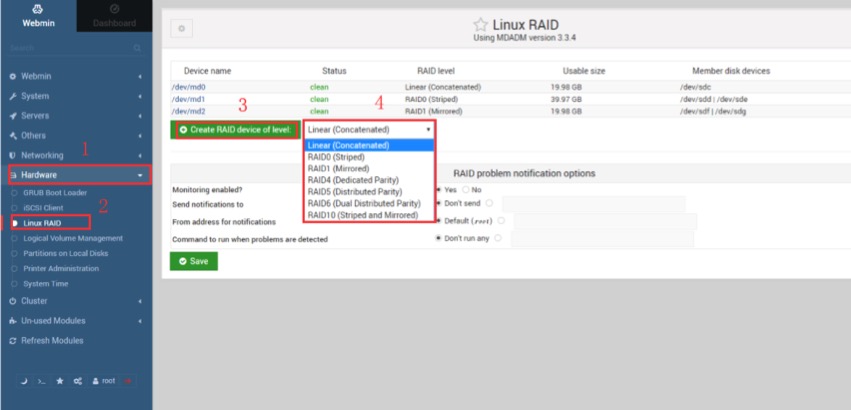 Webmin
Dashboard
Search
Webmin
System
Servers
Others
Networking
1
Hardware
GRUB Boot Loader
iSCSI Client
2
Linux RAID
Logical Volume Management
Partitions on Local Disks
Printer Administration
System Time
Cluster
Un-used Modules
Refresh Modules
root
Linux RAID
Using MDADM version 3.3.4
Device name Status RAID level Usable size Member disk devices
/dev/md0 clean Linear (Concatenated) 19.98 GB /dev/sdc
/dev/md1 clean RAID0 (Striped) 39.97 GB /dev/sdd | /dev/sde
/dev/md2 clean RAID1 (Mirrored) 19.98 GB /dev/sdf | /dev/sdg
3 4
Create RAID device of level: Linear (Concatenated)
Linear (Concatenated)
RAID0 (Striped)
RAID1 (Mirrored)
RAID4 (Dedicated Parity)
RAID5 (Distributed Parity)
RAID6 (Dual Distributed Parity)
RAID10 (Striped and Mirrored)
RAID problem notification options
Monitoring enabled? Yes No
Send notifications to Don't send
From address for notifications Default (root)
Command to run when problems are detected Don't run any
Save